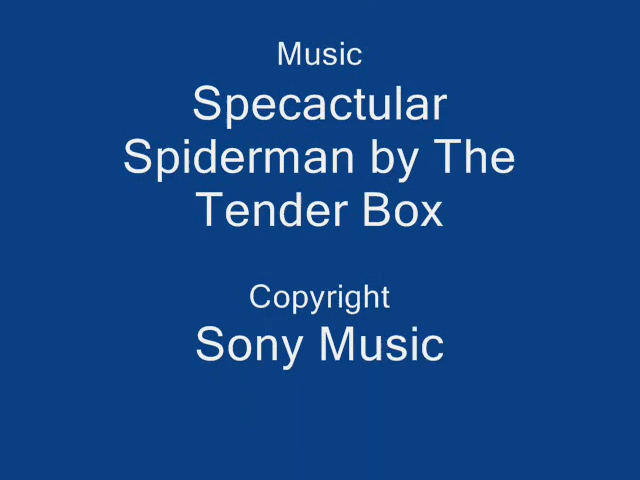 Music
Specactular
Spiderman by The
Tender Box
Copyright
Sony Music